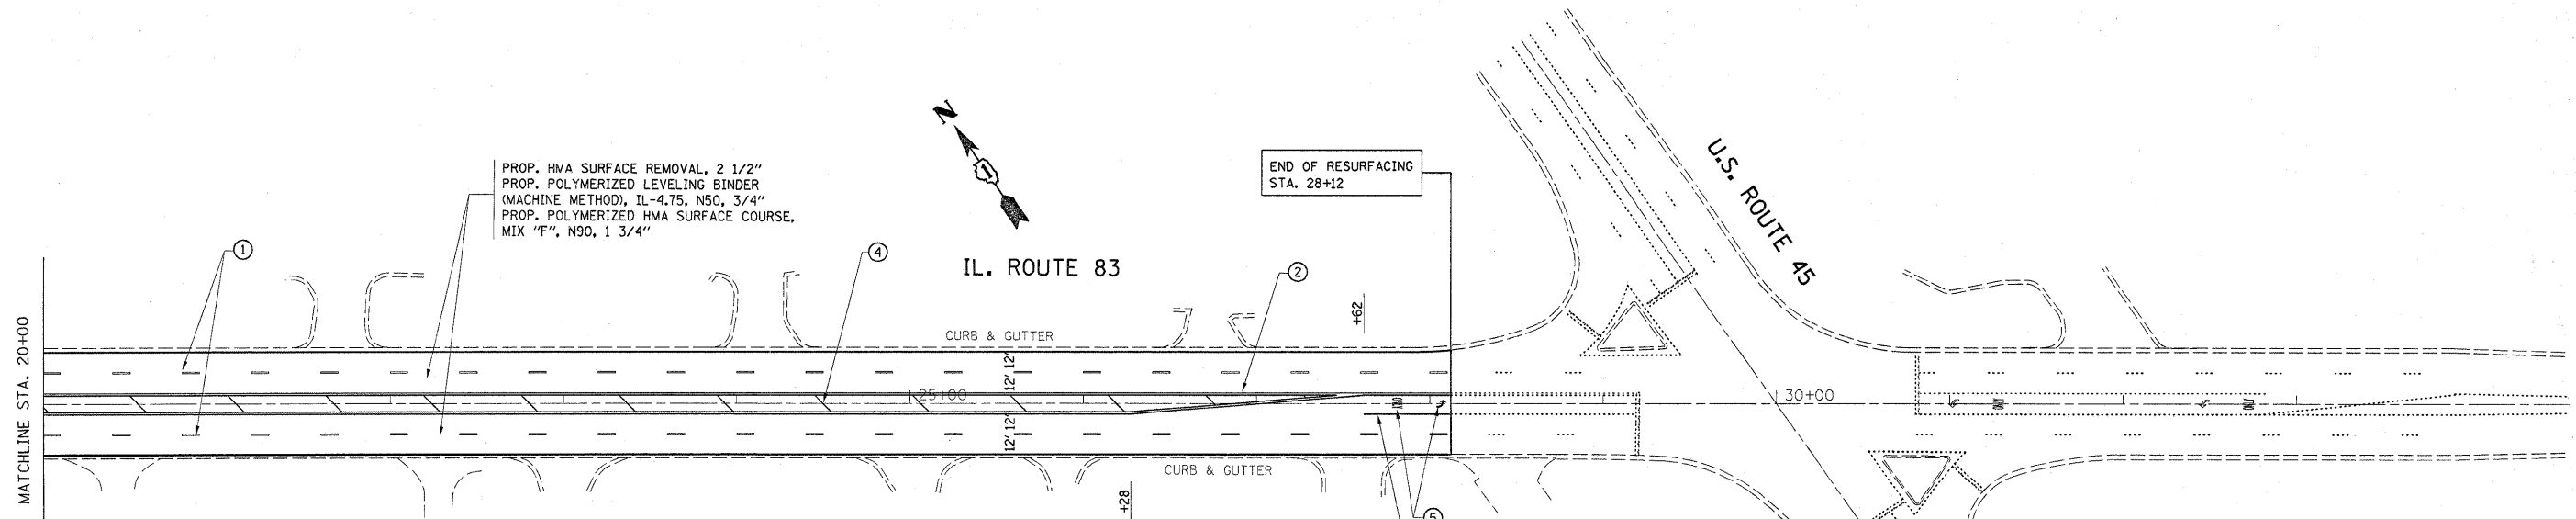 N
PROP. HMA SURFACE REMOVAL, 2 1/2"
PROP. POLYMERIZED LEVELING BINDER
(MACHINE METHOD), IL-4.75, N50, 3/4"
PROP. POLYMERIZED HMA SURFACE COURSE,
MIX "F", N90, 1 3/4"
END OF RESURFACING
STA. 28+12
U.S. ROUTE 45
1
4
IL. ROUTE 83
2
+62
MATCHLINE STA. 20+00
CURB & GUTTER
12' 12'
25+00
30+00
12' 12'
CURB & GUTTER
+28
5